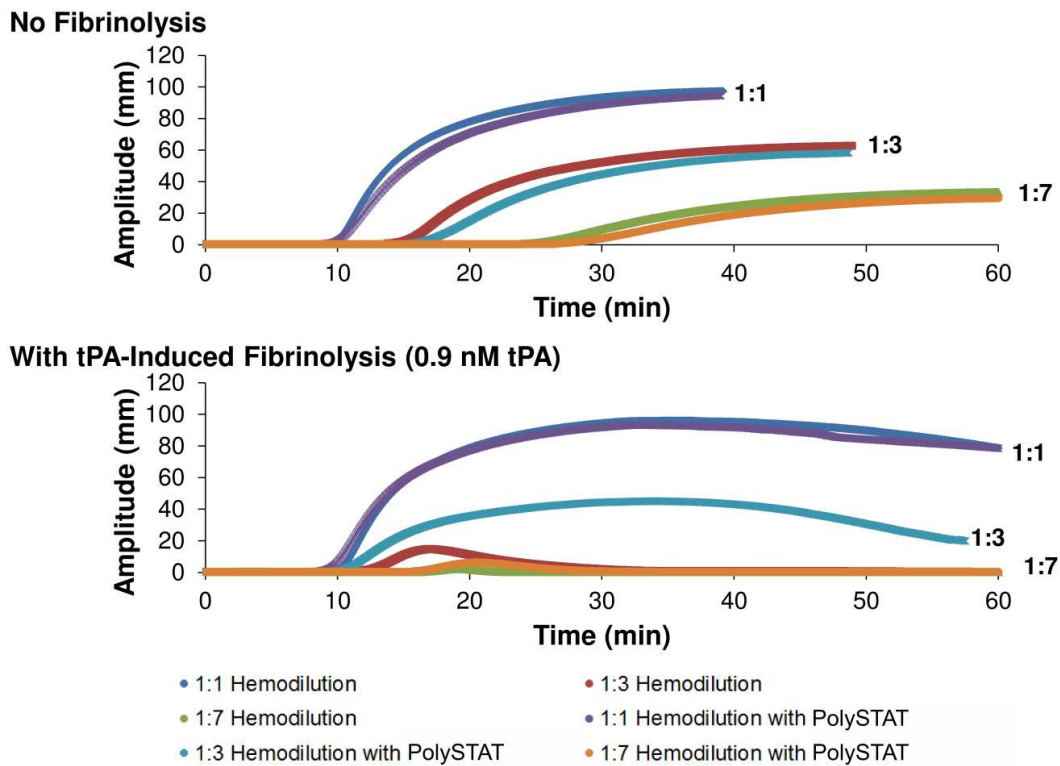 No Fibrinolysis
Amplitude (mm)
120
100
80
60
40
20
0
1:1
1:3
1:7
0 10 20 30 40 50 60
Time (min)
With tPA-Induced Fibrinolysis (0.9 nM tPA)
Amplitude (mm)
120
100
80
60
40
20
0
1:1
1:3
1:7
0 10 20 30 40 50 60
Time (min)
1:1 Hemodilution
1:3 Hemodilution
1:7 Hemodilution
1:1 Hemodilution with PolySTAT
1:3 Hemodilution with PolySTAT
1:7 Hemodilution with PolySTAT